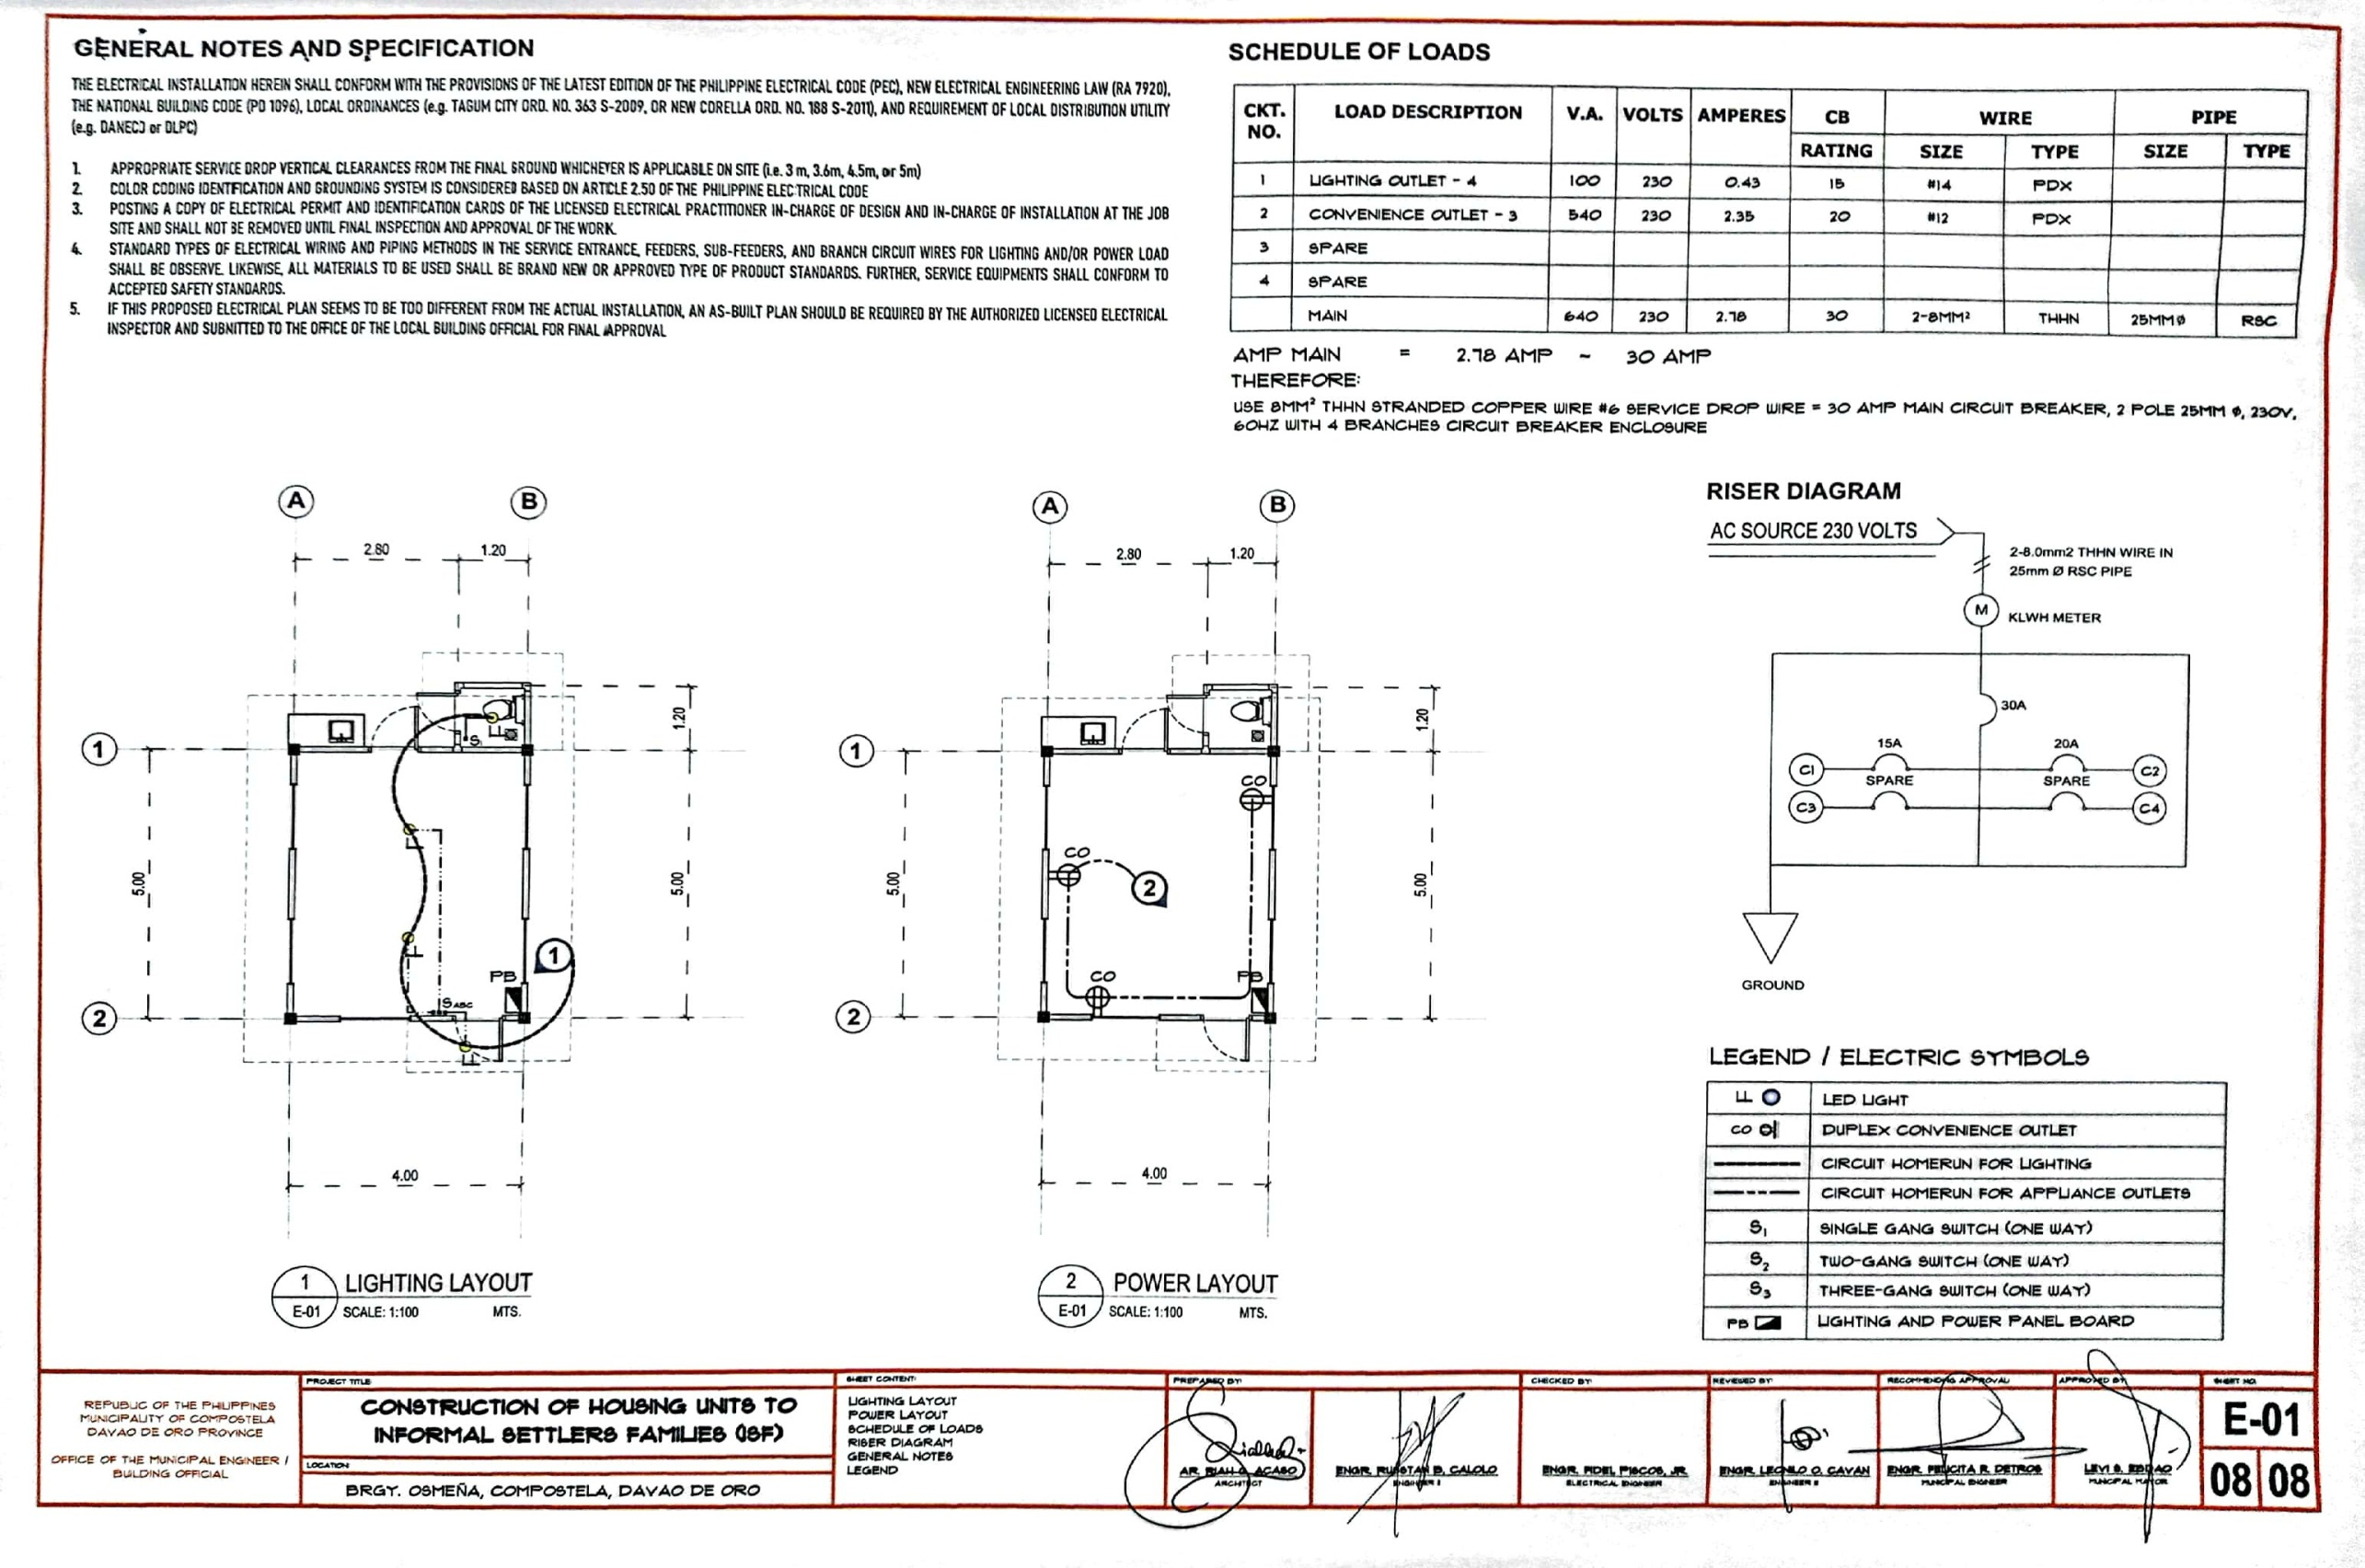 GENERAL NOTES AND SPECIFICATION
THE ELECTRICAL INSTALLATION HEREIN SHALL CONFORM WITH THE PROVISIONS OF THE LATEST EDITION OF THE PHILIPPINE ELECTRICAL CODE (PEC), NEW ELECTRICAL ENGINEERING LAW (RA 7920),
THE NATIONAL BUILDING CODE (PD 1096), LOCAL ORDINANCES (e.g. TAGUM CITY ORD. NO. 363 S-2009, OR NEW CORELLA ORD. NO. 188 S-2011), AND REQUIREMENT OF LOCAL DISTRIBUTION UTILITY
(e.g. DANECO or DLPC)
1. APPROPRIATE SERVICE DROP VERTICAL CLEARANCES FROM THE FINAL GROUND WHICHEVER IS APPLICABLE ON SITE (i.e. 3 m, 3.6m, 4.5m, or 5m)
2. COLOR CODING IDENTFICATION AND GROUNDING SYSTEM IS CONSIDERED BASED ON ARTICLE 2.50 OF THE PHILIPPINE ELECTRICAL CODE
3. POSTING A COPY OF ELECTRICAL PERMIT AND IDENTIFICATION CARDS OF THE LICENSED ELECTRICAL PRACTITIONER IN-CHARGE OF DESIGN AND IN-CHARGE OF INSTALLATION AT THE JOB
SITE AND SHALL NOT BE REMOVED UNTIL FINAL INSPECTION AND APPROVAL OF THE WORK.
4. STANDARD TYPES OF ELECTRICAL WIRING AND PIPING METHODS IN THE SERVICE ENTRANCE, FEEDERS, SUB-FEEDERS, AND BRANCH CIRCUIT WIRES FOR LIGHTING AND/OR POWER LOAD
SHALL BE OBSERVE. LIKEWISE, ALL MATERIALS TO BE USED SHALL BE BRAND NEW OR APPROVED TYPE OF PRODUCT STANDARDS. FURTHER, SERVICE EQUIPMENTS SHALL CONFORM TO
ACCEPTED SAFETY STANDARDS.
5. IF THIS PROPOSED ELECTRICAL PLAN SEEMS TO BE TOO DIFFERENT FROM THE ACTUAL INSTALLATION, AN AS-BUILT PLAN SHOULD BE REQUIRED BY THE AUTHORIZED LICENSED ELECTRICAL
INSPECTOR AND SUBNITTED TO THE OFFICE OF THE LOCAL BUILDING OFFICIAL FOR FINAL APPROVAL
SCHEDULE OF LOADS
CKT. NO. LOAD DESCRIPTION V.A. VOLTS AMPERES CB WIRE PIPE
RATING SIZE TYPE SIZE TYPE
1 LIGHTING OUTLET - 4 100 230 0.43 15 #14 PDX
2 CONVENIENCE OUTLET - 3 540 230 2.35 20 #12 PDX
3 SPARE
4 SPARE
MAIN 640 230 2.78 30 2-8MM² THHN 25MMØ RSC
AMP MAIN = 2.78 AMP ~ 30 AMP
THEREFORE:
USE 8MM² THHN STRANDED COPPER WIRE #6 SERVICE DROP WIRE = 30 AMP MAIN CIRCUIT BREAKER, 2 POLE 25MM Ø, 230V,
60HZ WITH 4 BRANCHES CIRCUIT BREAKER ENCLOSURE
A B
2.80 1.20
1.20
S
1
5.00 5.00
1
PB
SABC
2
4.00
1 LIGHTING LAYOUT
E-01 SCALE: 1:100 MTS.
A B
2.80 1.20
1.20
1
CO
CO
5.00 2 5.00
CO PB
2
4.00
2 POWER LAYOUT
E-01 SCALE: 1:100 MTS.
RISER DIAGRAM
AC SOURCE 230 VOLTS
2-8.0mm2 THHN WIRE IN
25mm Ø RSC PIPE
M KLWH METER
30A
15A 20A
C1 C2
SPARE SPARE
C3 C4
GROUND
LEGEND / ELECTRIC SYMBOLS
LL LED LIGHT
CO DUPLEX CONVENIENCE OUTLET
CIRCUIT HOMERUN FOR LIGHTING
CIRCUIT HOMERUN FOR APPLIANCE OUTLETS
S1 SINGLE GANG SWITCH (ONE WAY)
S2 TWO-GANG SWITCH (ONE WAY)
S3 THREE-GANG SWITCH (ONE WAY)
PB LIGHTING AND POWER PANEL BOARD
REPUBLIC OF THE PHILIPPINES
MUNICIPALITY OF COMPOSTELA
DAVAO DE ORO PROVINCE
OFFICE OF THE MUNICIPAL ENGINEER /
BUILDING OFFICIAL
PROJECT TITLE:
CONSTRUCTION OF HOUSING UNITS TO
INFORMAL SETTLERS FAMILIES (ISF)
LOCATION:
BRGY. OSMEÑA, COMPOSTELA, DAVAO DE ORO
SHEET CONTENT:
LIGHTING LAYOUT
POWER LAYOUT
SCHEDULE OF LOADS
RISER DIAGRAM
GENERAL NOTES
LEGEND
PREPARED BY:
ARCHITECT
ENGINEER I
CHECKED BY:
ENGR. FIDEL PISCOS, JR.
ELECTRICAL ENGINEER
REVIEWED BY:
ENGR. LEONILO O. CAVAN
ENGINEER II
RECOMMENDING APPROVAL:
ENGR. FELICITA R. DETROS
MUNICIPAL ENGINEER
APPROVED BY:
MUNICIPAL MAYOR
SHEET NO.
E-01
08 08